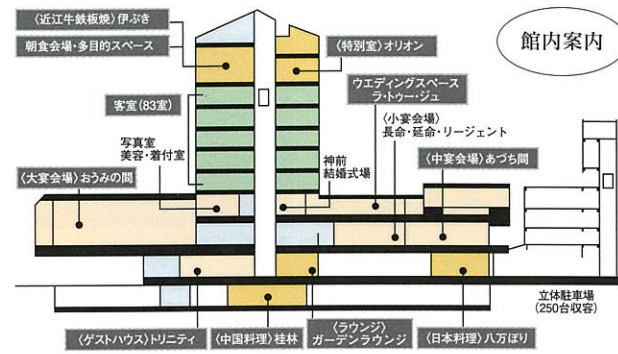 〈近江牛鉄板焼〉伊ぶき
朝食会場・多目的スペース
〈特別室〉オリオン
館内案内
客室(83室)
ウエディングスペース
ラ・トゥー・ジュ
写真室
美容・着付室
神前
結婚式場
〈小宴会場〉
長命・延命・リージェント
〈中宴会場〉あづち間
〈大宴会場〉おうみの間
立体駐車場
(250台収容)
〈ゲストハウス〉トリニティ
〈中国料理〉桂林
〈ラウンジ〉
ガーデンラウンジ
〈日本料理〉八万ぼり